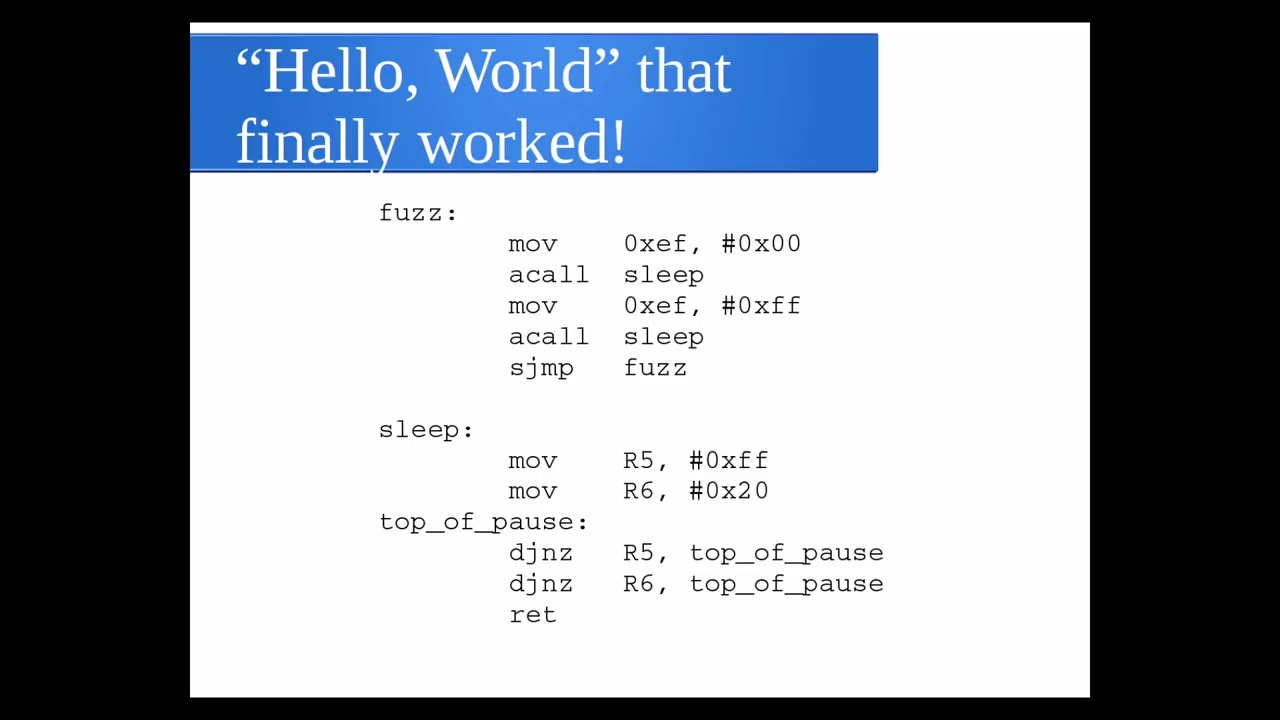 “Hello, World” that
finally worked!
fuzz:
mov 0xef, #0x00
acall sleep
mov 0xef, #0xff
acall sleep
sjmp fuzz
sleep:
mov R5, #0xff
mov R6, #0x20
top_of_pause:
djnz R5, top_of_pause
djnz R6, top_of_pause
ret